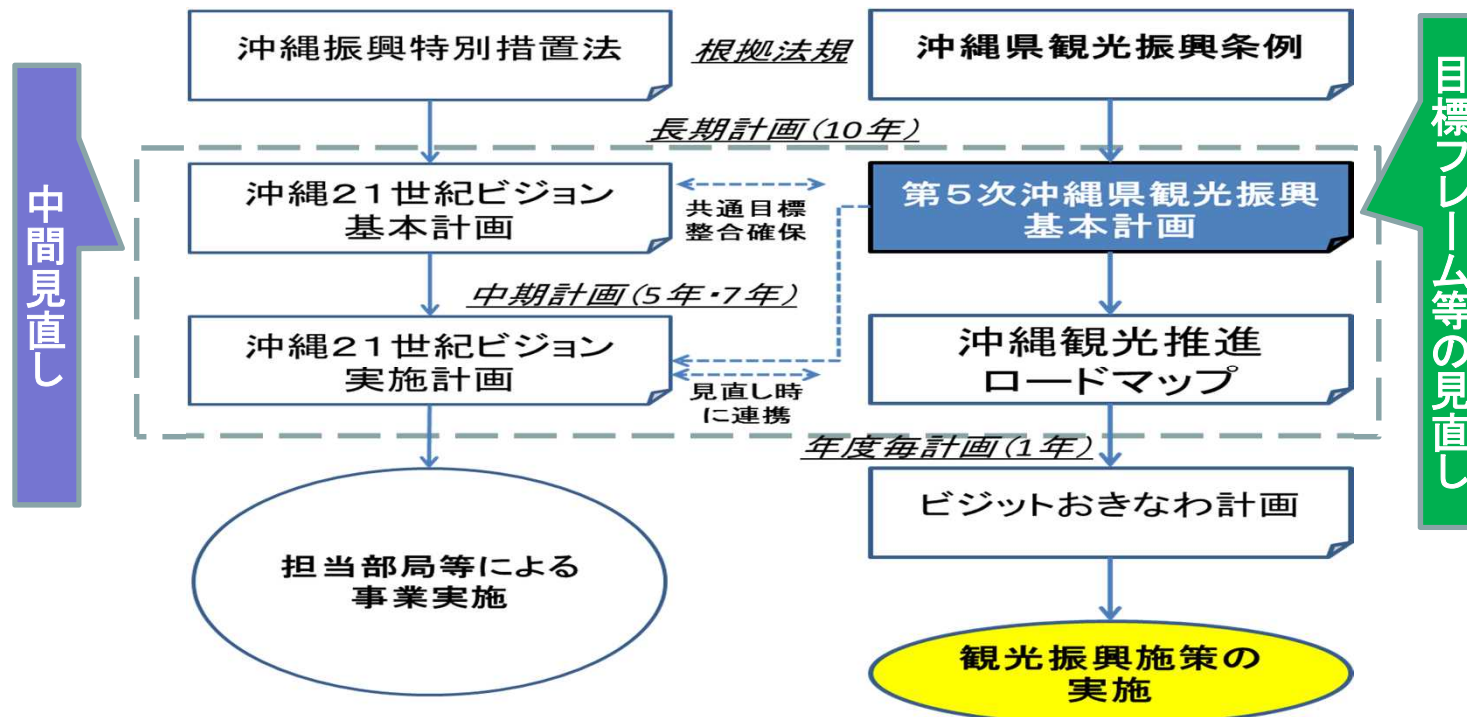 沖縄振興特別措置法
根拠法規
沖縄県観光振興条例
長期計画(10年)
沖縄21世紀ビジョン
基本計画
共通目標
整合確保
第5次沖縄県観光振興
基本計画
中期計画(5年・7年)
沖縄21世紀ビジョン
実施計画
見直し時
に連携
沖縄観光推進
ロードマップ
年度毎計画(1年)
ビジットおきなわ計画
担当部局等による
事業実施
観光振興施策の
実施
中間見直し
目標フレーム等の見直し